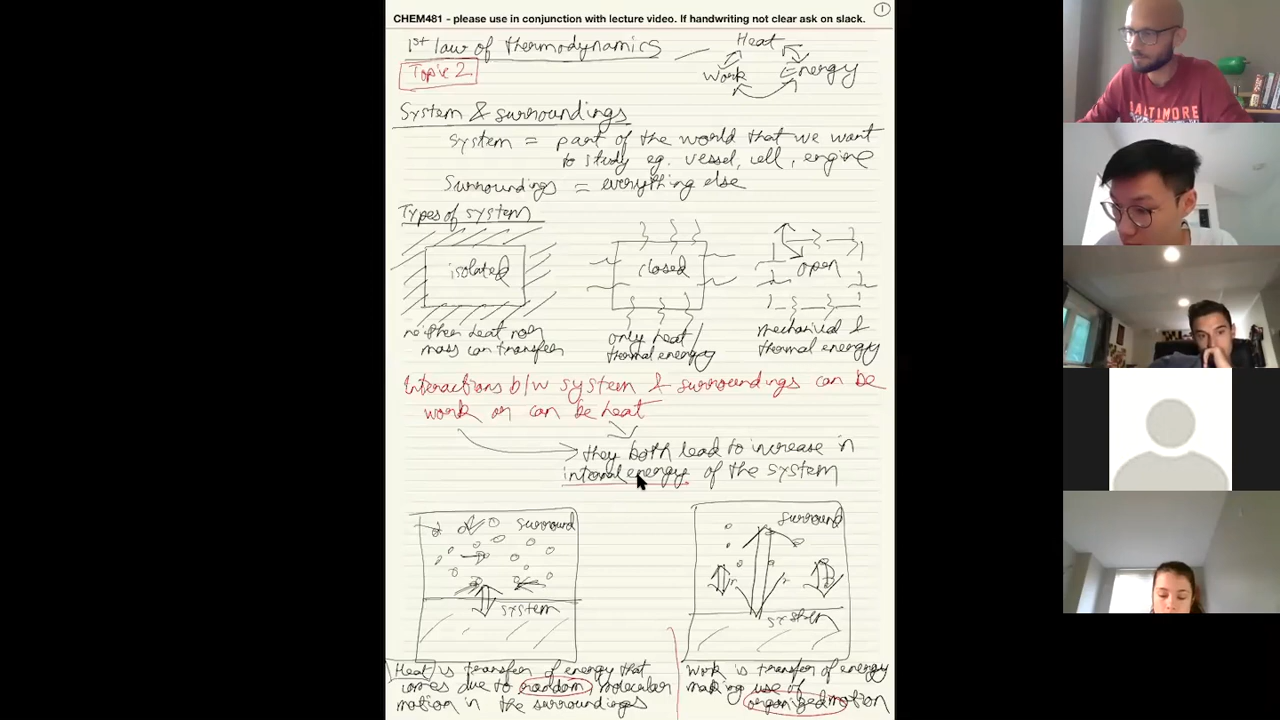 1
CHEM481 - please use in conjunction with lecture video. If handwriting not clear ask on slack.
1st law of thermodynamics
Heat
Work Energy
Topic 2
System & surroundings
System = part of the world that we want
to study eg. vessel, cell, engine
Surroundings = everything else
Types of system
isolated closed open
neither heat nor
mass can transfer
only heat/
thermal energy
mechanical &
thermal energy
Interactions b/w system & surroundings can be
work or can be heat
they both lead to increase in
internal energy of the system
surround
system
surround
system
Heat is transfer of energy that
comes due to random molecular
motion in the surroundings
Work is transfer of energy
making use of
organized motion
BALTIMORE